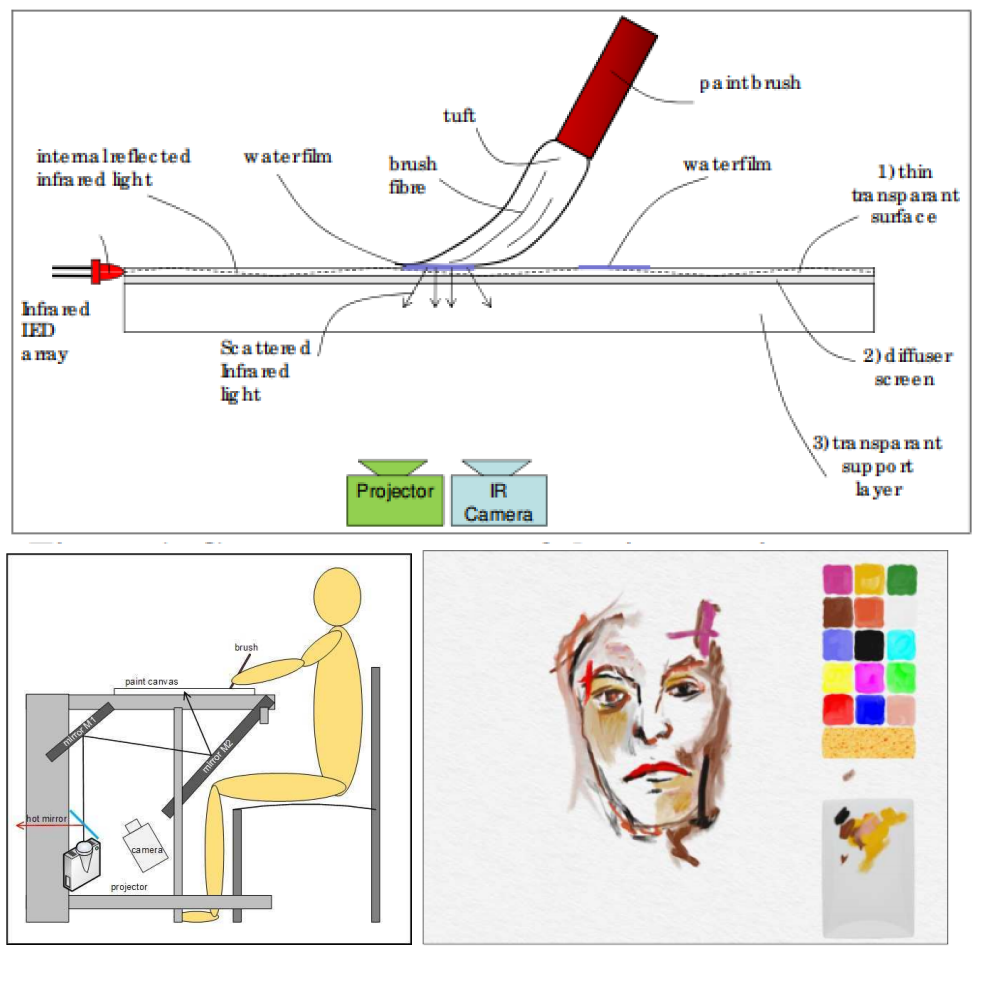 paintbrush
tuft
internal reflected
infrared light
waterfilm
brush
fibre
waterfilm
1) thin
transparant
surface
Infrared
LED
array
Scattered
Infrared
light
2) diffuser
screen
3) transparant
support
layer
Projector
IR
Camera
brush
paint canvas
mirror M1
mirror M2
hot mirror
camera
projector